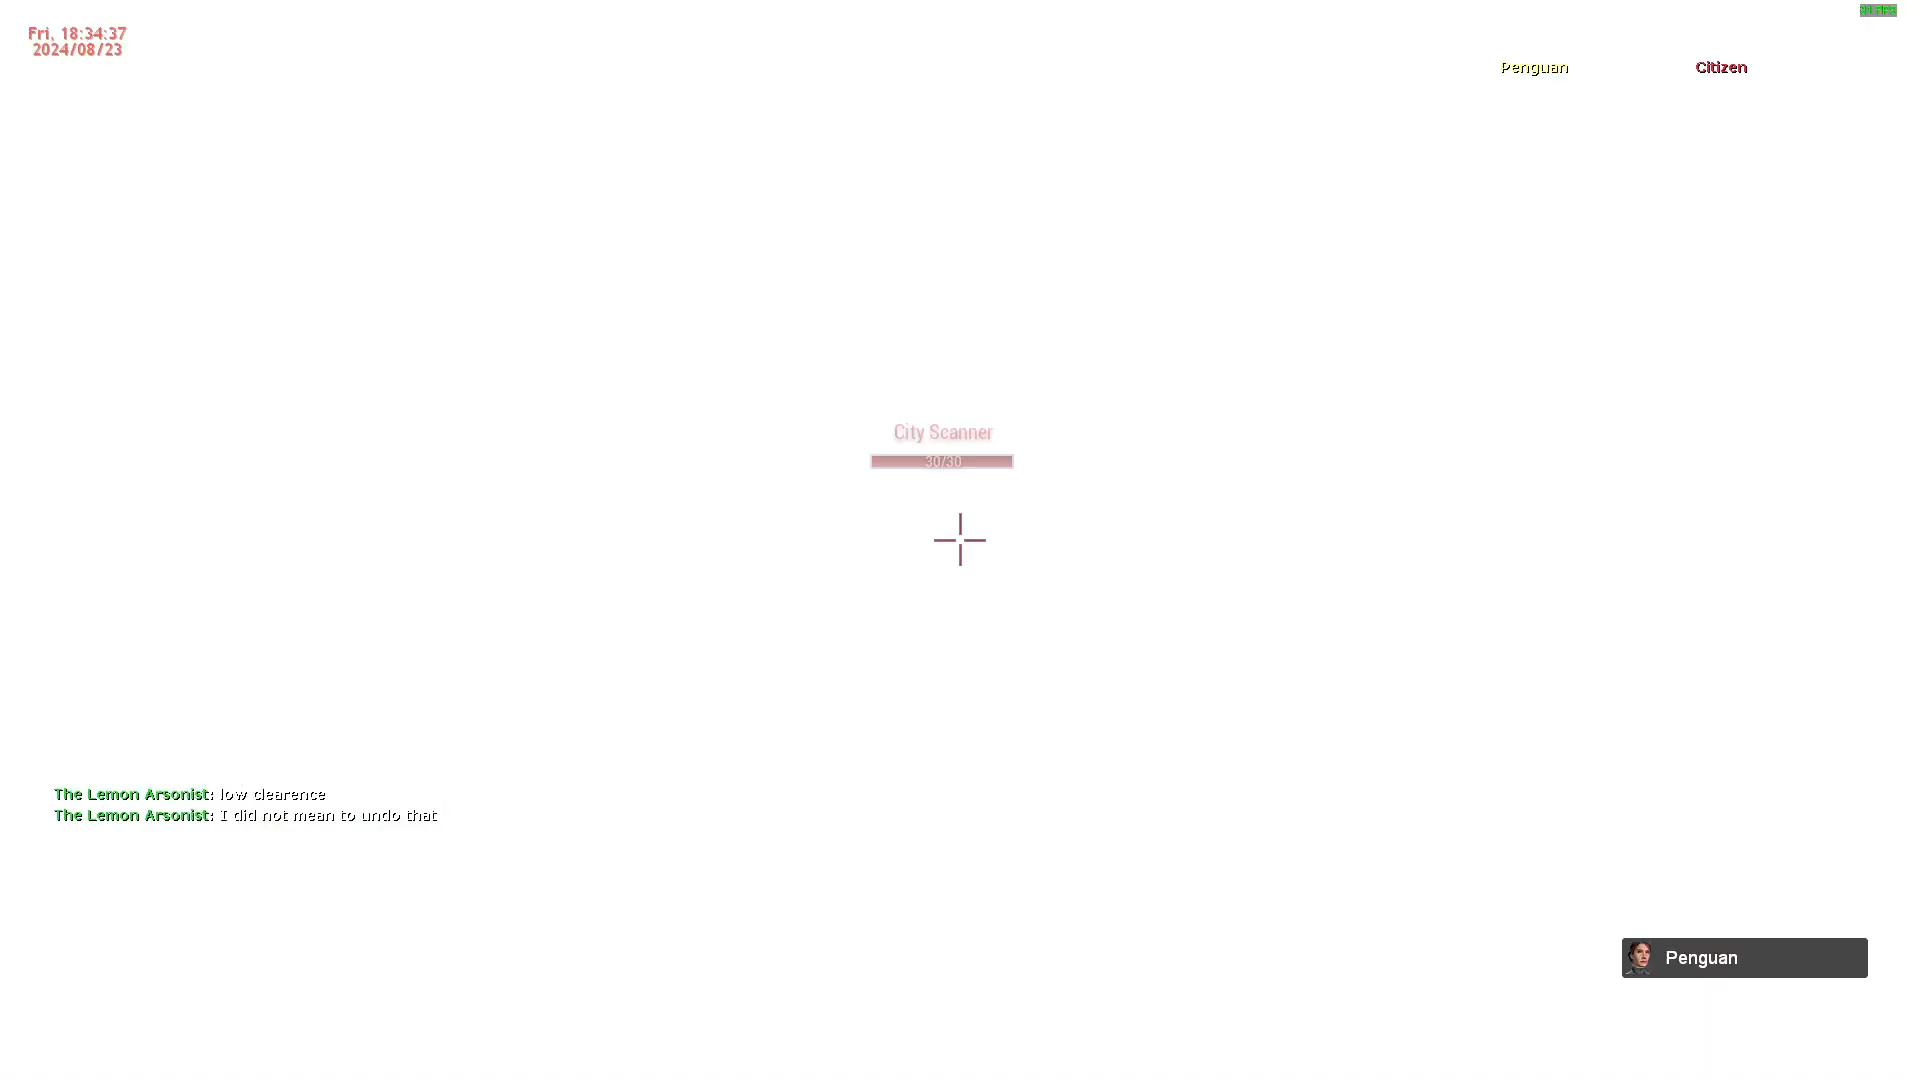 Fri, 18:34:37
2024/08/23
Penguan Citizen
City Scanner
30/30
The Lemon Arsonist: low clearence
The Lemon Arsonist: I did not mean to undo that
Penguan